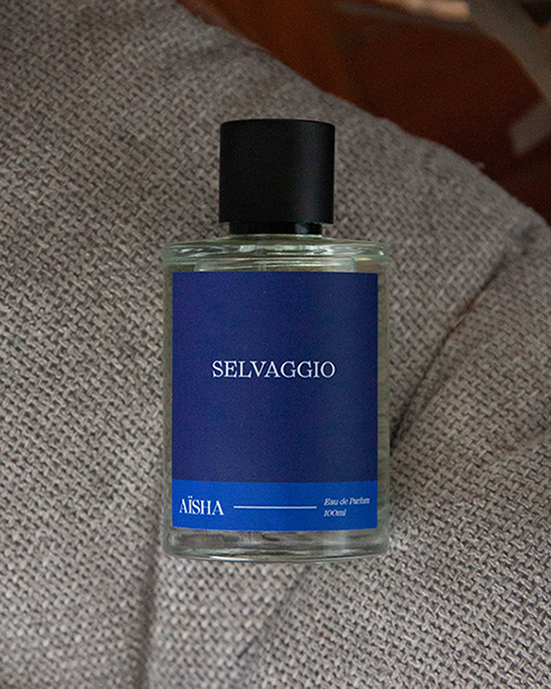 SELVAGGIO
AÏSHA
Eau de Parfum
100ml